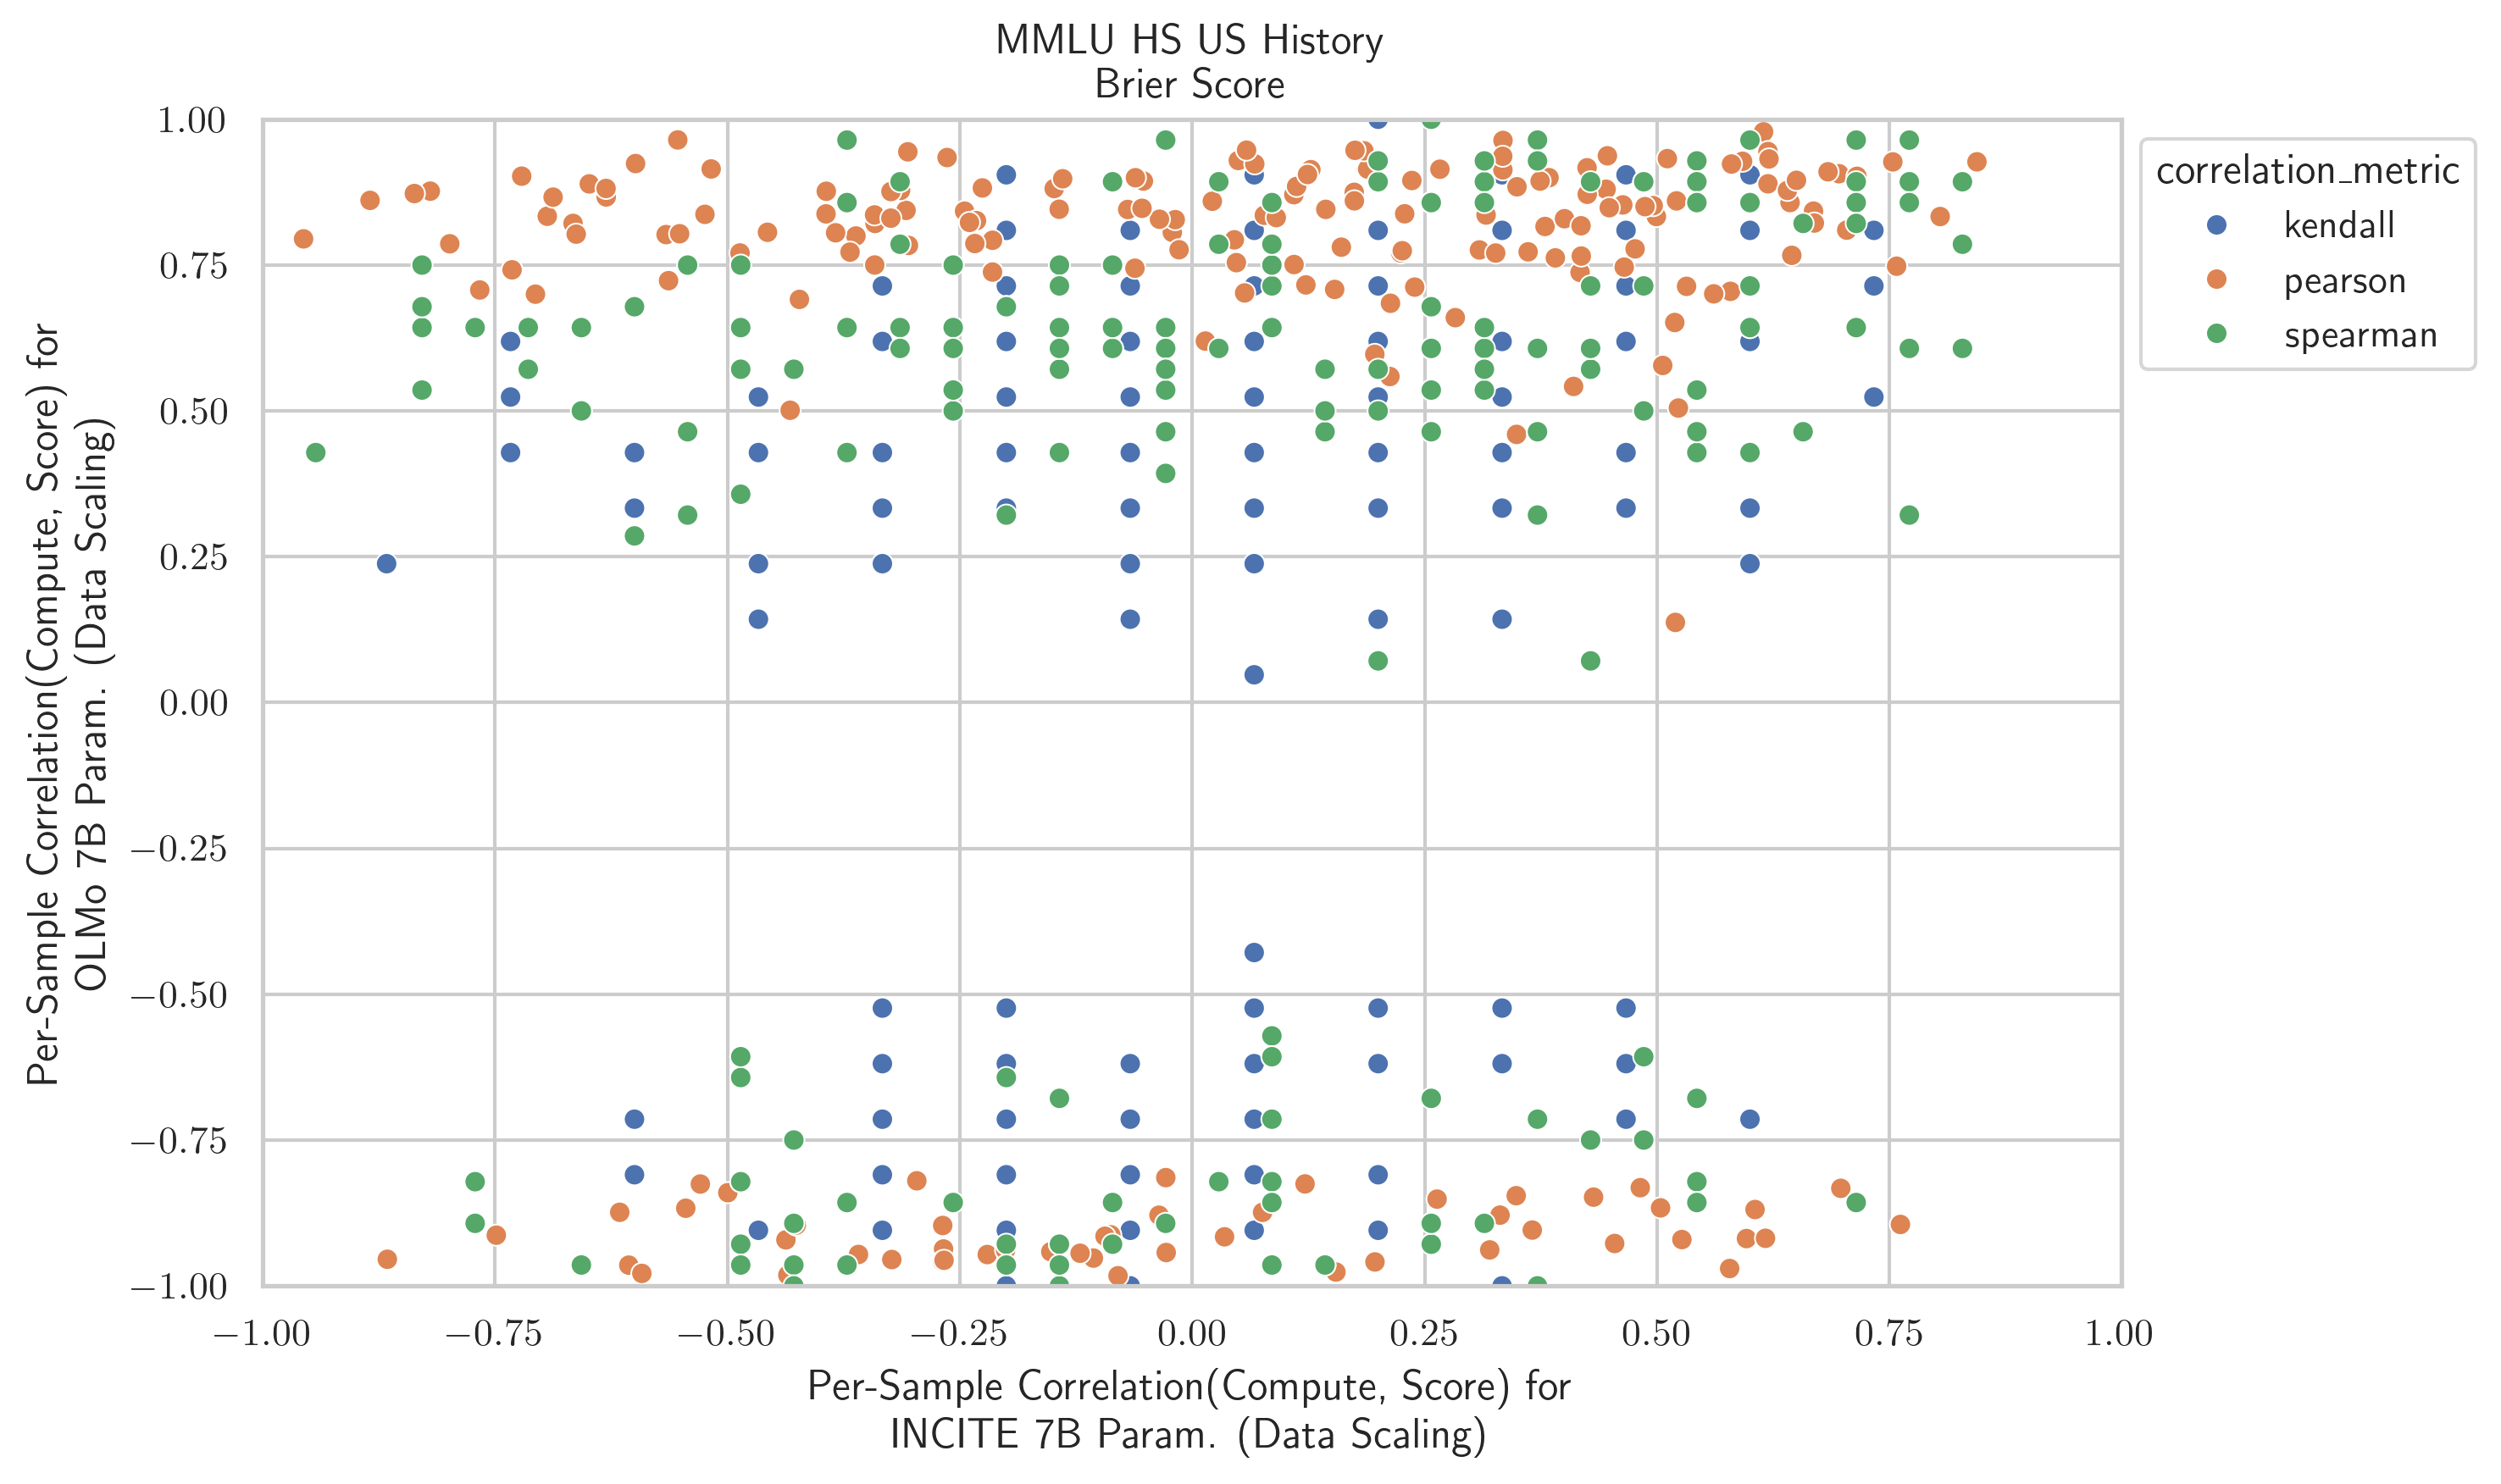 MMLU HS US History
Brier Score
Per-Sample Correlation(Compute, Score) for
OLMo 7B Param. (Data Scaling)
1.00
0.75
0.50
0.25
0.00
−0.25
−0.50
−0.75
−1.00
−1.00
−0.75
−0.50
−0.25
0.00
0.25
0.50
0.75
1.00
Per-Sample Correlation(Compute, Score) for
INCITE 7B Param. (Data Scaling)
correlation_metric
kendall
pearson
spearman